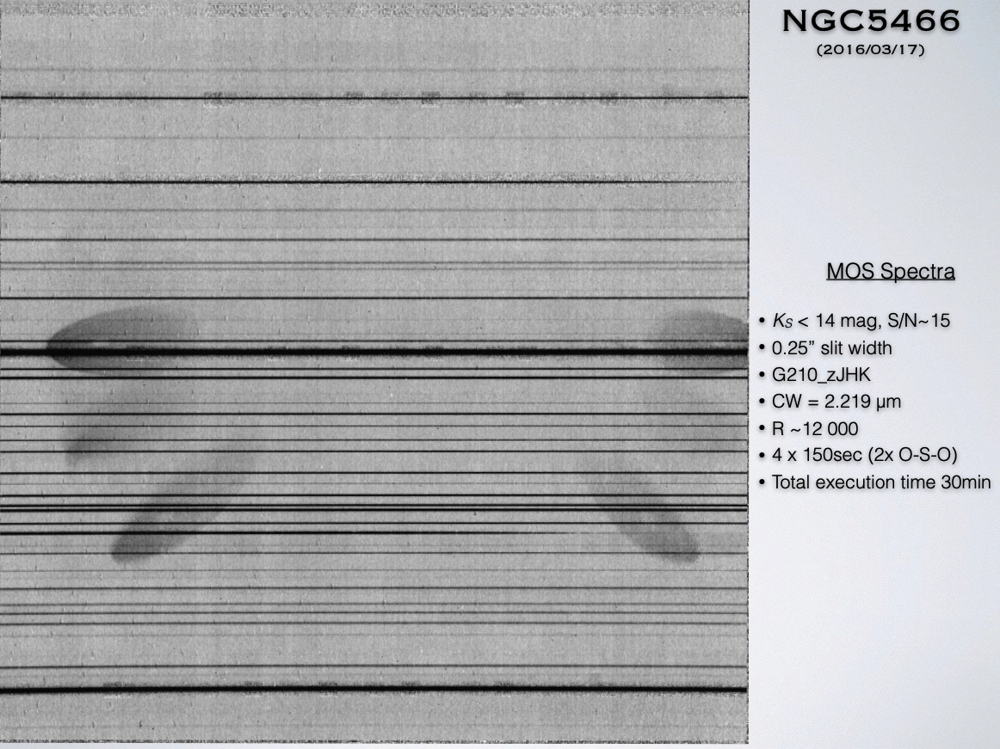 NGC5466
(2016/03/17)
MOS Spectra
• KS < 14 mag, S/N~15
• 0.25” slit width
• G210_zJHK
• CW = 2.219 µm
• R ~12 000
• 4 x 150sec (2x O-S-O)
• Total execution time 30min